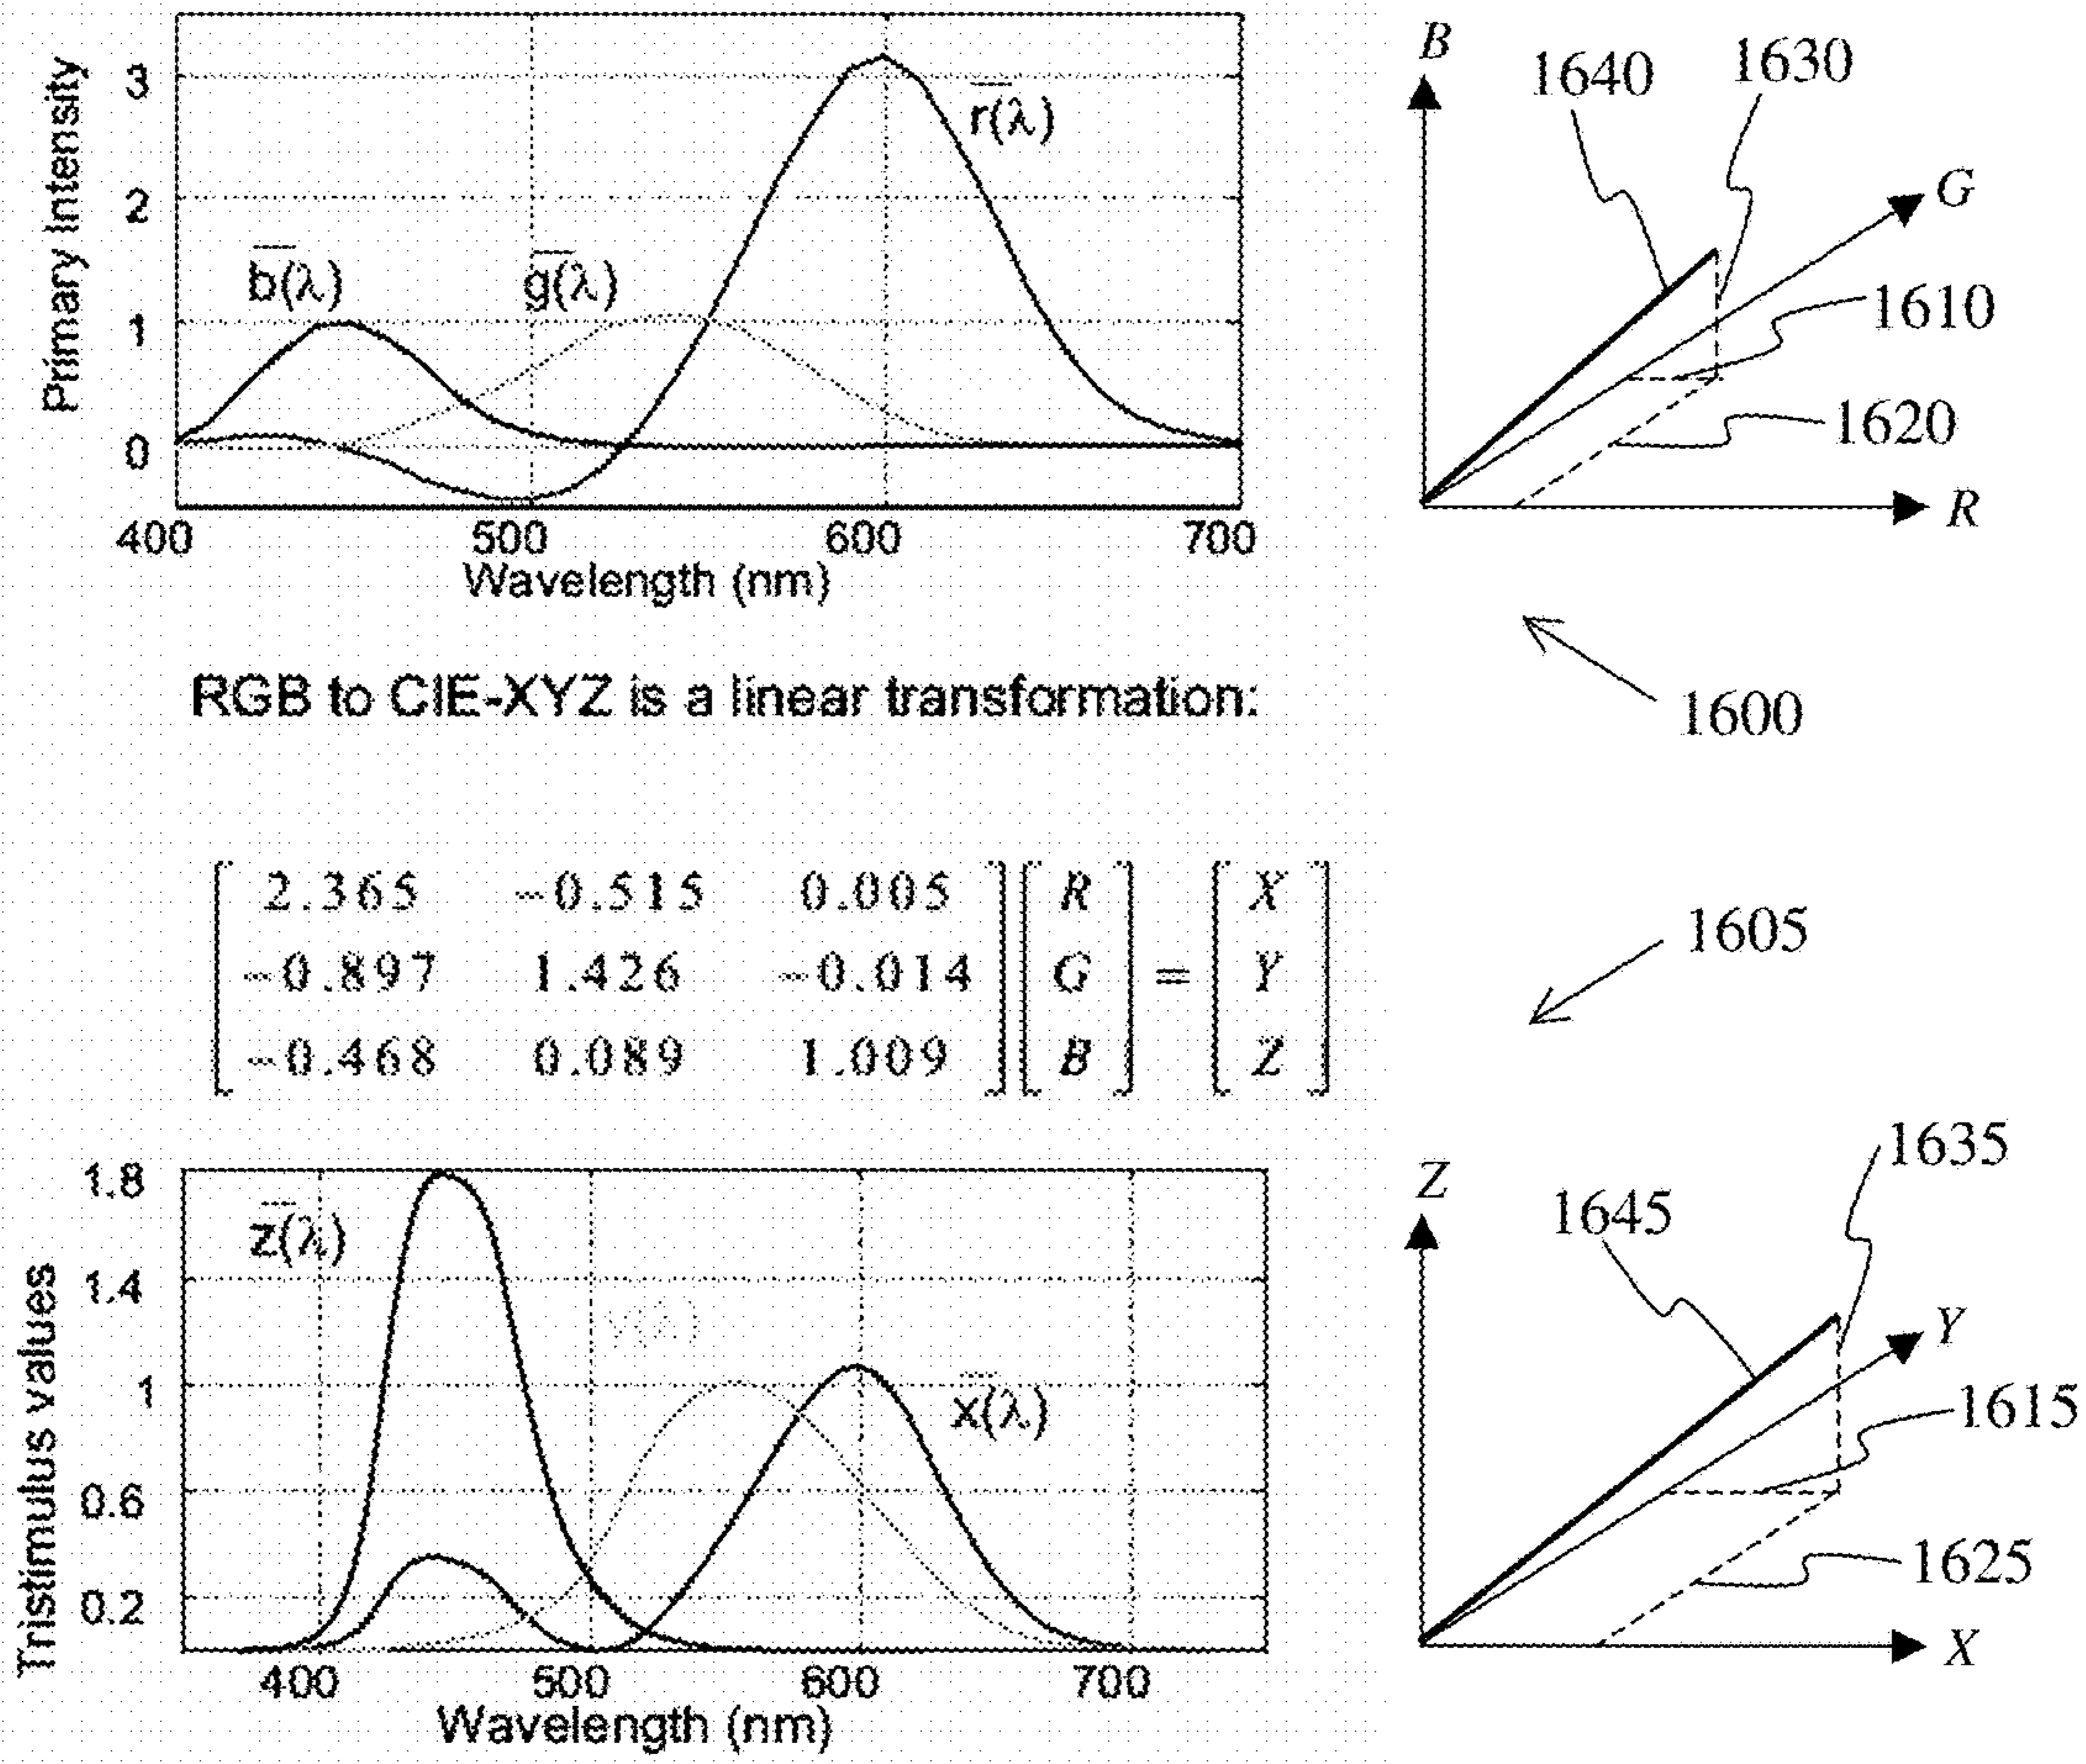 Primary Intensity
3
2
1
0
b(λ)
g(λ)
r(λ)
400 500 600 700
Wavelength (nm)
B
G
R
1640
1630
1610
1620
1600
RGB to CIE-XYZ is a linear transformation:
2.365 -0.515 0.005 R X
-0.897 1.426 -0.014 G = Y
-0.468 0.089 1.009 B Z
1605
Tristimulus values
1.8
1.4
1
0.6
0.2
z(λ)
y(λ)
x(λ)
400 500 600 700
Wavelength (nm)
Z
Y
X
1645
1635
1615
1625